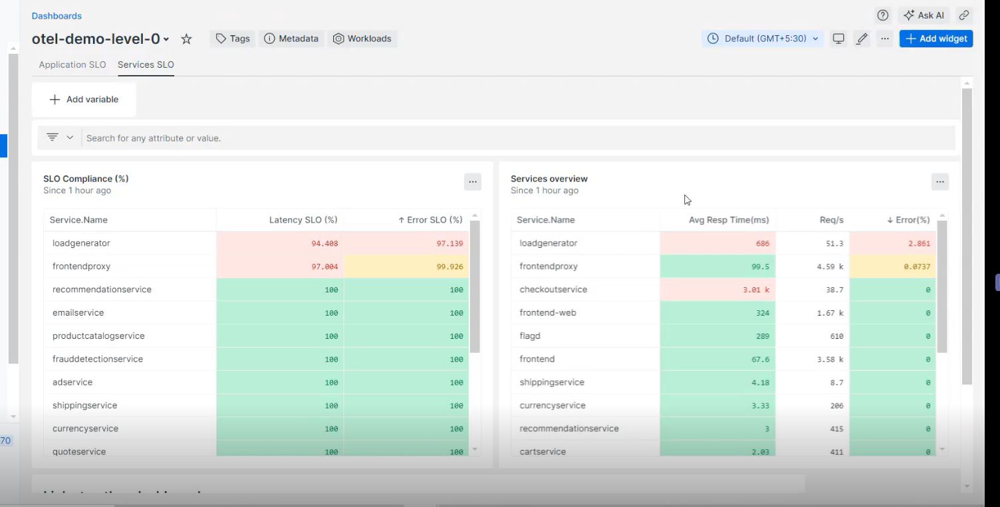 Dashboards
Ask AI
otel-demo-level-0
Tags
Metadata
Workloads
Default (GMT+5:30)
Add widget
Application SLO
Services SLO
Add variable
Search for any attribute or value.
SLO Compliance (%)
Since 1 hour ago
Service.Name Latency SLO (%) ↑ Error SLO (%)
loadgenerator 94.408 97.139
frontendproxy 97.004 99.926
recommendationservice 100 100
emailservice 100 100
productcatalogservice 100 100
frauddetectionservice 100 100
adservice 100 100
shippingservice 100 100
currencyservice 100 100
quoteservice 100 100
Services overview
Since 1 hour ago
Service.Name Avg Resp Time(ms) Req/s ↓ Error(%)
loadgenerator 686 51.3 2.861
frontendproxy 99.5 4.59 k 0.0737
checkoutservice 3.01 k 38.7 0
frontend-web 324 1.67 k 0
flagd 289 610 0
frontend 67.6 3.58 k 0
shippingservice 4.18 8.7 0
currencyservice 3.33 206 0
recommendationservice 3 415 0
cartservice 2.03 411 0
70